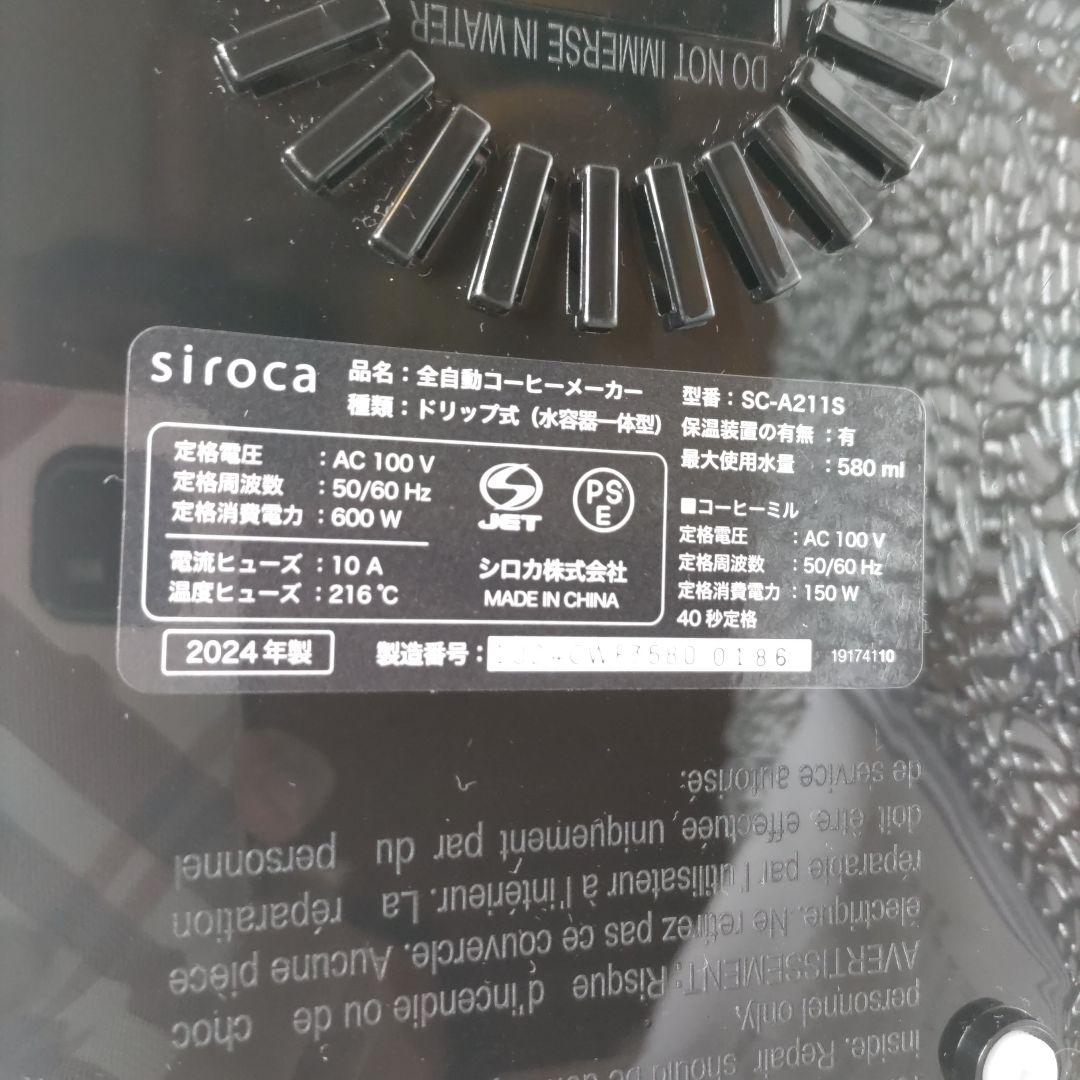 DO NOT IMMERSE IN WATER
siroca
品名：全自動コーヒーメーカー
種類：ドリップ式（水容器一体型）
型番：SC-A211S
保温装置の有無：有
最大使用水量：580 ml
定格電圧：AC 100 V
定格周波数：50/60 Hz
定格消費電力：600 W
電流ヒューズ：10 A
温度ヒューズ：216 ℃
JET
PS
E
シロカ株式会社
MADE IN CHINA
■コーヒーミル
定格電圧：AC 100 V
定格周波数：50/60 Hz
定格消費電力：150 W
40 秒定格
2024 年製
製造番号：
0186
19174110
inside. Repair should be
personnel only.
AVERTISSEMENT: Risque d'incendie ou de choc
électrique. Ne retirez pas ce couvercle. Aucune pièce
réparable par l'utilisateur à l'intérieur. La réparation
doit être effectuée uniquement par du personnel
de service autorisé.